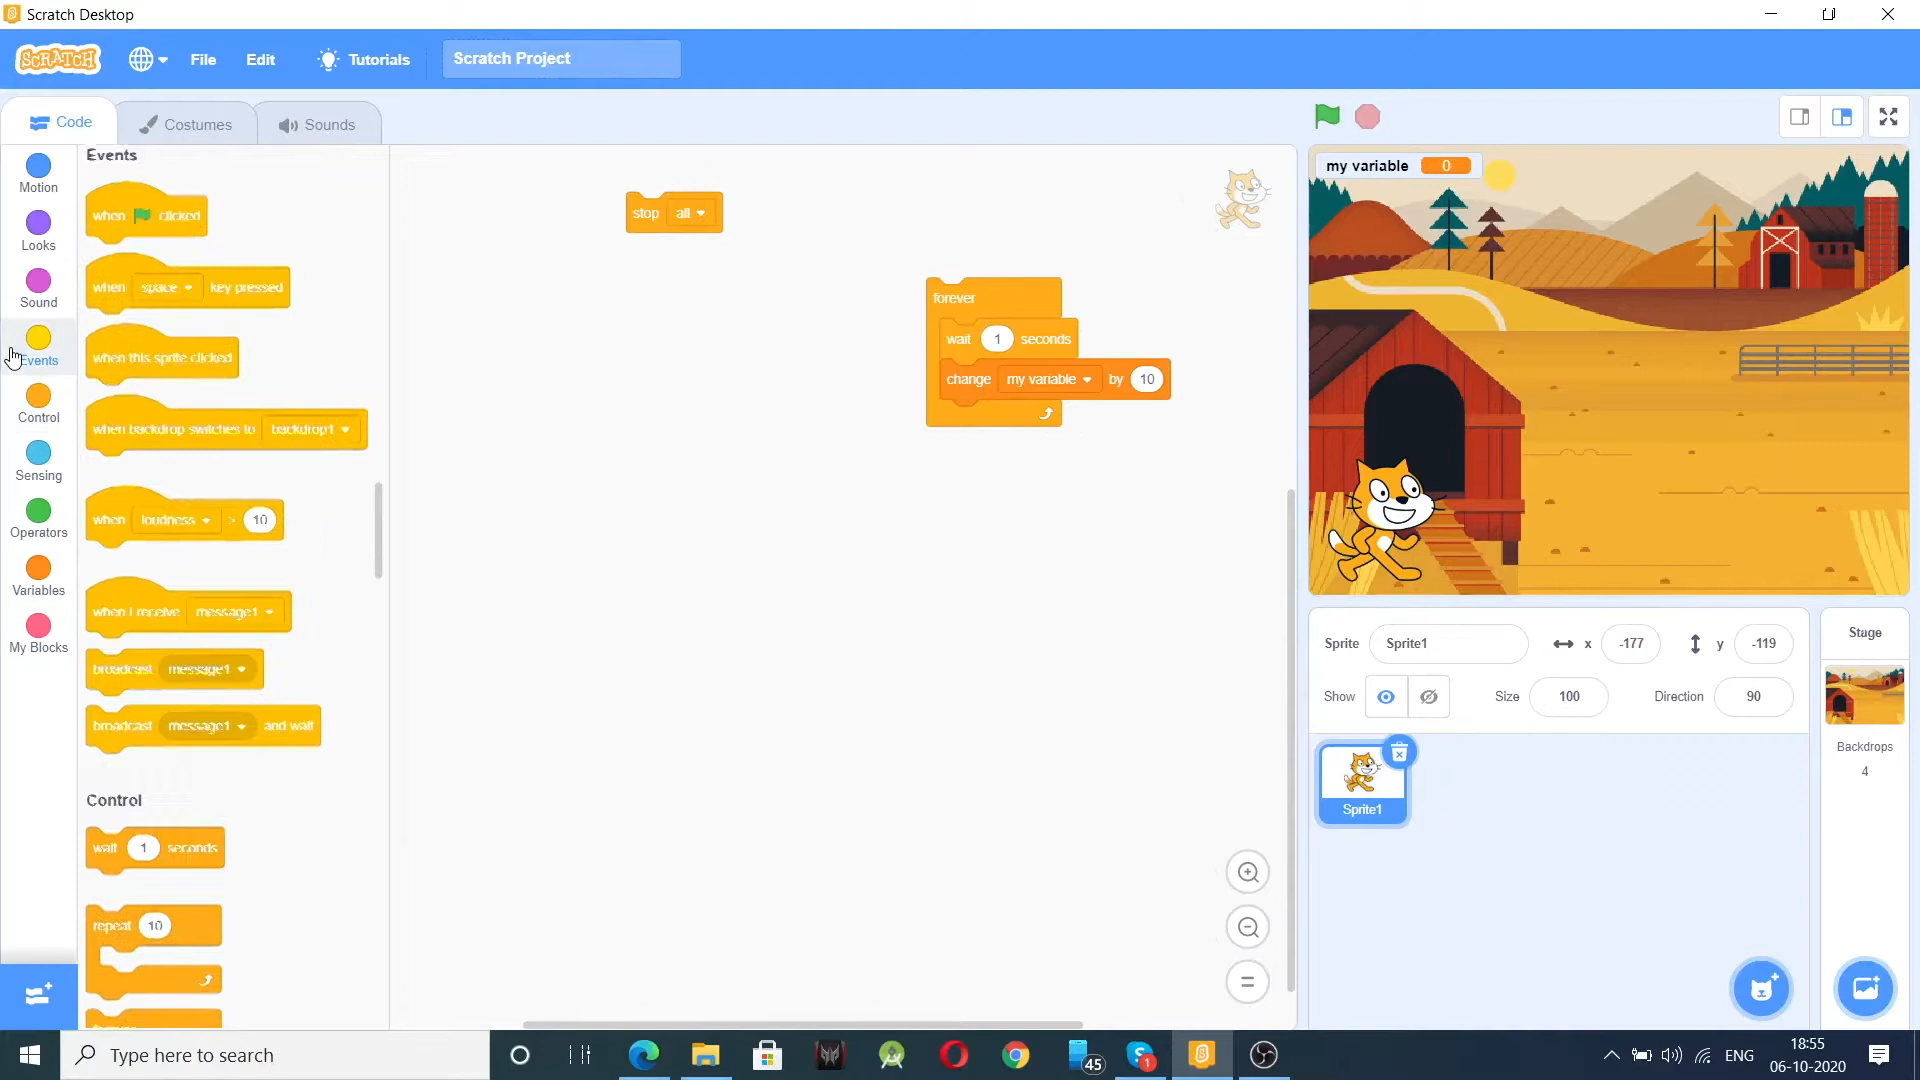 Scratch Desktop
SCRATCH
File
Edit
Tutorials
Scratch Project
Code
Costumes
Sounds
Motion
Looks
Sound
Events
Control
Sensing
Operators
Variables
My Blocks
Events
when clicked
when space key pressed
when this sprite clicked
when backdrop switches to backdrop1
when loudness > 10
when I receive message1
broadcast message1
broadcast message1 and wait
Control
wait 1 seconds
repeat 10
forever
stop all
forever
wait 1 seconds
change my variable by 10
my variable 0
Sprite Sprite1 x -177 y -119
Show Size 100 Direction 90
Sprite1
Stage
Backdrops
4
Type here to search
45
1
ENG
18:55
06-10-2020